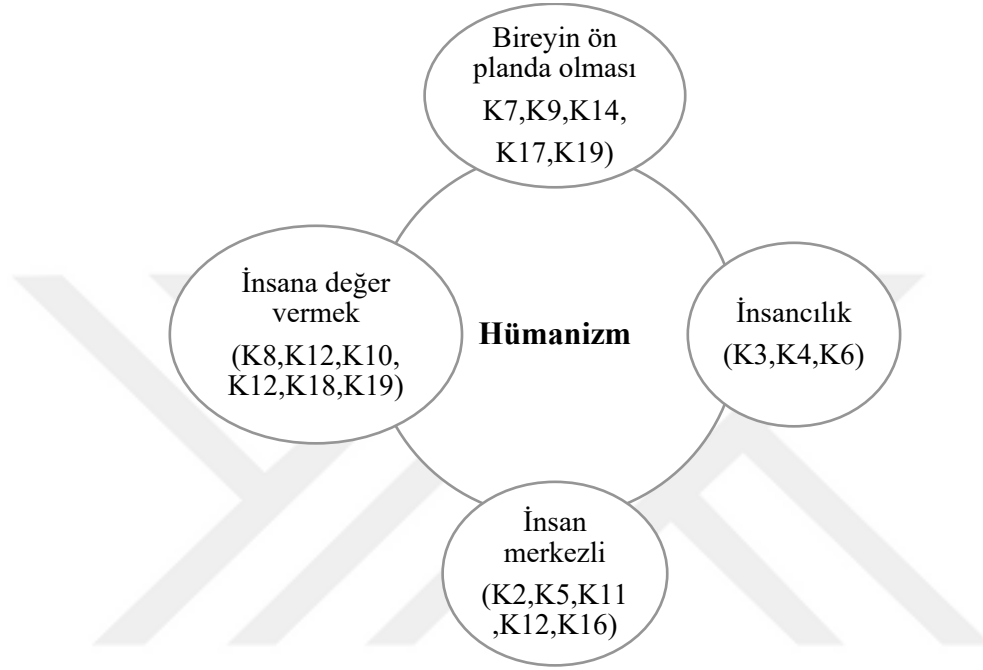 Bireyin ön
planda olması
K7,K9,K14,
K17,K19)
İnsana değer
vermek
(K8,K12,K10,
K12,K18,K19)
Hümanizm
İnsancılık
(K3,K4,K6)
İnsan
merkezli
(K2,K5,K11
,K12,K16)